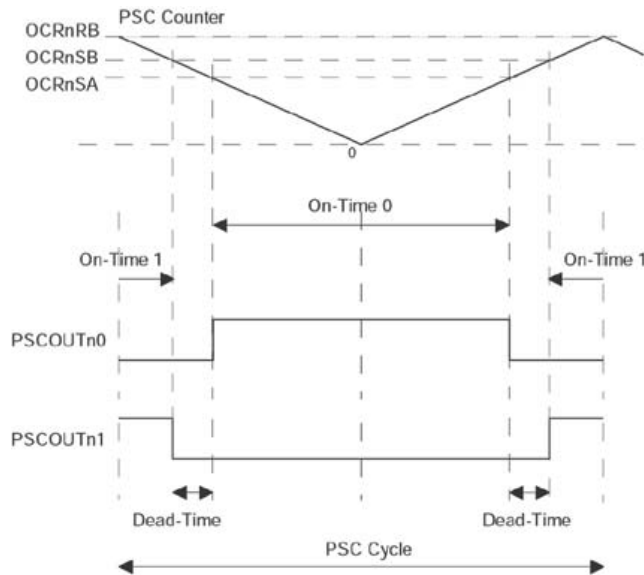 PSC Counter
OCRnRB
OCRnSB
OCRnSA
0
On-Time 0
On-Time 1
On-Time 1
PSCOUTn0
PSCOUTn1
Dead-Time
Dead-Time
PSC Cycle